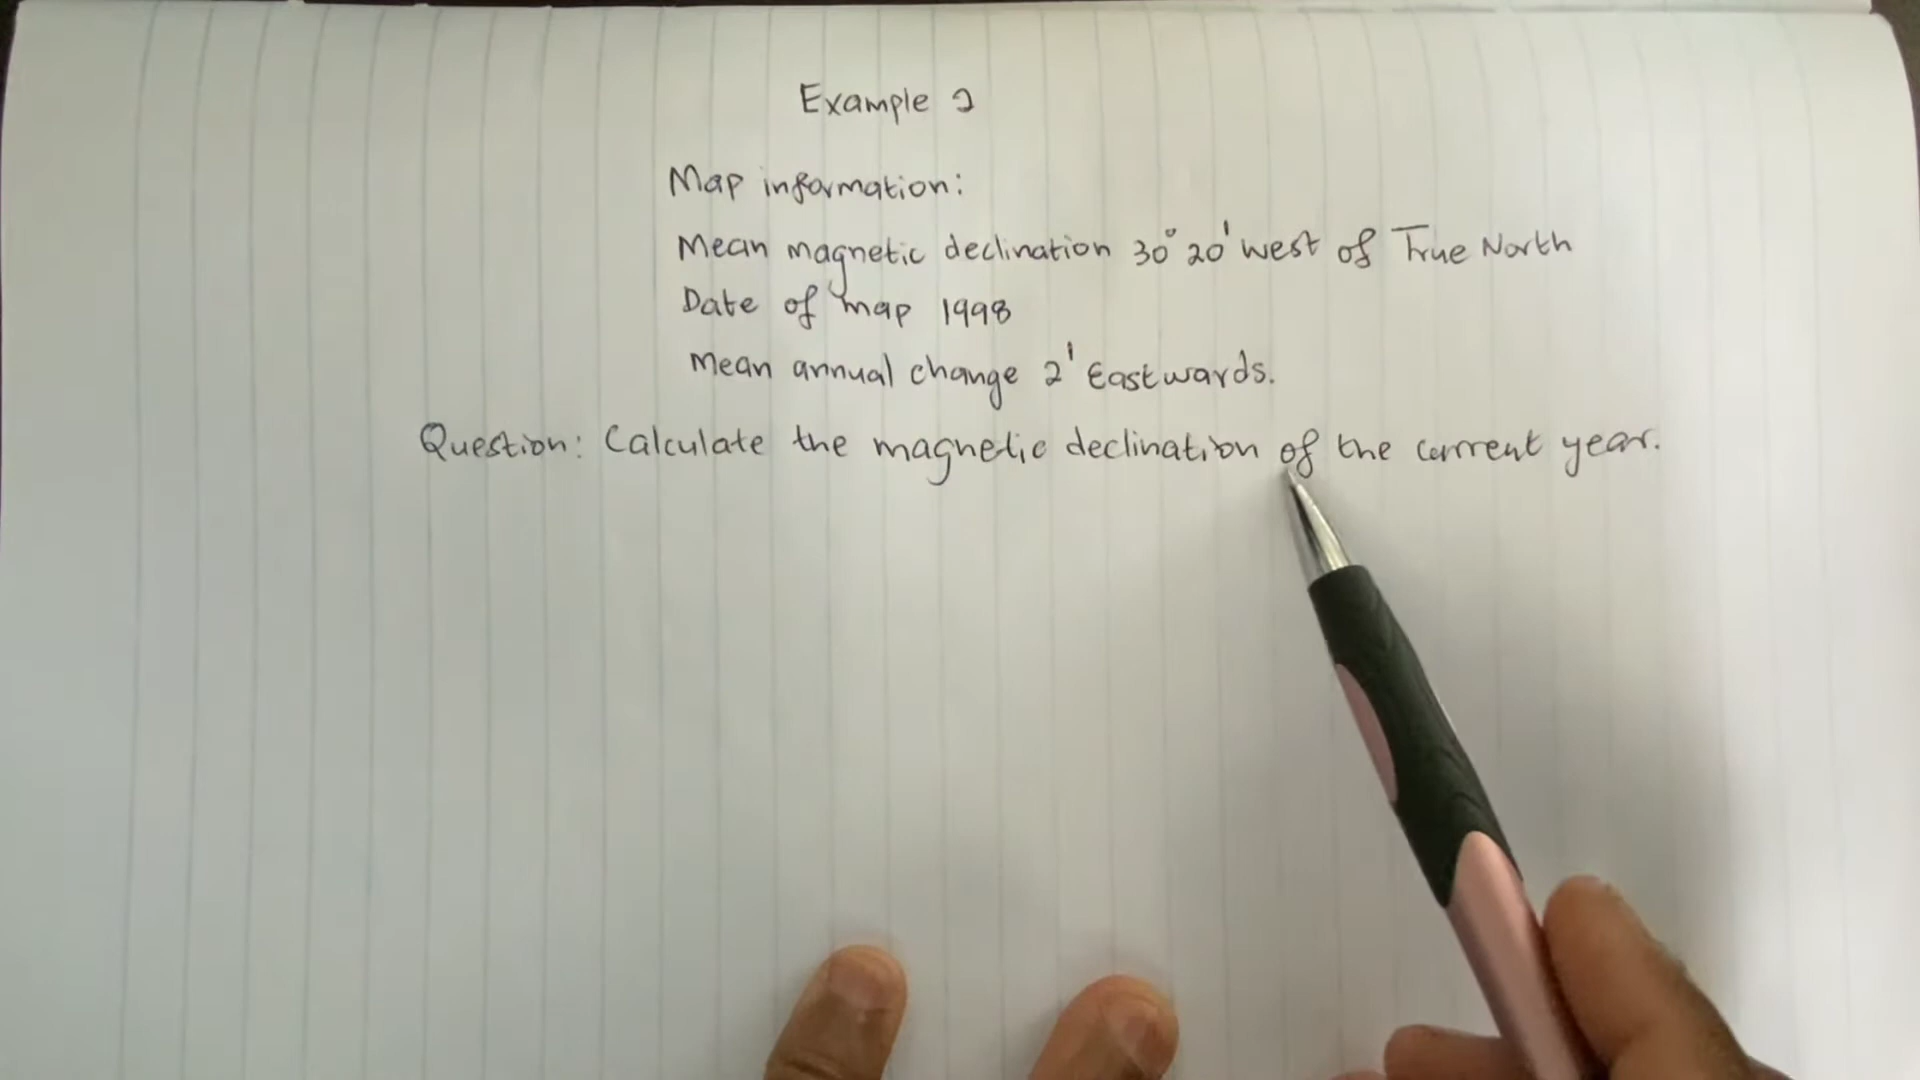 Example 2
Map information:
Mean magnetic declination 30° 20' west of True North
Date of map 1998
Mean annual change 2' Eastwards.
Question: Calculate the magnetic declination of the current year.